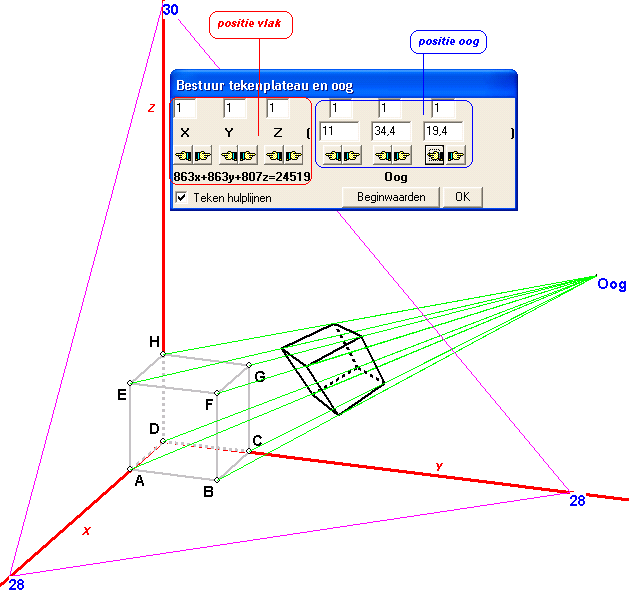 30
positie vlak
positie oog
Bestuur tekenplateau en oog
1 1 1 1 1 1
z
X Y Z ( 11 34,4 19,4 )
863x+863y+807z=24519 Oog
Teken hulplijnen Beginwaarden OK
Oog
H
G
E
F
D
C
A
B
y
x
28
28